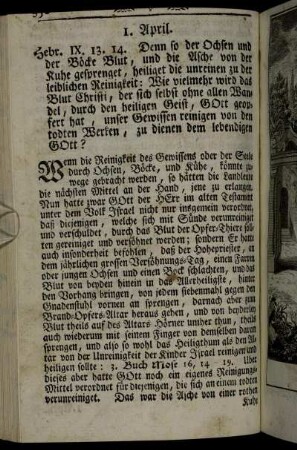 1. April.
Hebr. IX. 13. 14. Denn so der Ochsen und
der Böcke Blut, und die Asche von der
Kuhe gesprenget, heiliget die unreinen zu der
leiblichen Reinigkeit: Wie vielmehr wird das
Blut Christi, der sich selbst ohne allen Wan-
del, durch den heiligen Geist, GOtt geop-
fert hat, unser Gewissen reinigen von den
todten Werken, zu dienen dem lebendigen
GOtt?
Wenn die Reinigkeit des Gewissens oder der Seele
durch Ochsen, Böcke, und Kühe, könnte zu
wege gebracht werden, so hätten die Landleute
die nächsten Mittel an der Hand, jene zu erlangen.
Nun hatte zwar GOtt der HErr im alten Testament
unter dem Volk Israel nicht nur insgemein verordnet,
daß diejenigen, welche sich mit Sünde verunreiniget
und verschuldet, durch das Blut der Opfer-Thiere soll-
ten gereiniget und versöhnet werden; sondern Er hatte
auch insonderheit befohlen, daß der Hohepriester, an
dem jährlichen grossen Versöhnungs-Tag, einen Farren
oder jungen Ochsen und einen Bock schlachten, und das
Blut von beyden hinein in das Allerheiligste, hinter
den Vorhang bringen, von jedem siebenmahl gegen den
Gnadenstuhl vornen an sprengen, darnach aber zum
Brand-Opfers-Altar heraus gehen, und von beyderley
Blut theils auf des Altars Hörner umher thun, theils
auch wiederum mit seinem Finger von demselben daran
sprengen, und also so wohl das Heiligthum als den Al-
tar von der Unreinigkeit der Kinder Israel reinigen und
heiligen sollte: 3. Buch Mose 16, 14 - 19. Über
dieses aber hatte GOtt noch ein eigenes Reinigungs-
Mittel verordnet für diejenigen, die sich an einem todten
verunreiniget. Das war die Asche von einer rothen
Kuhe